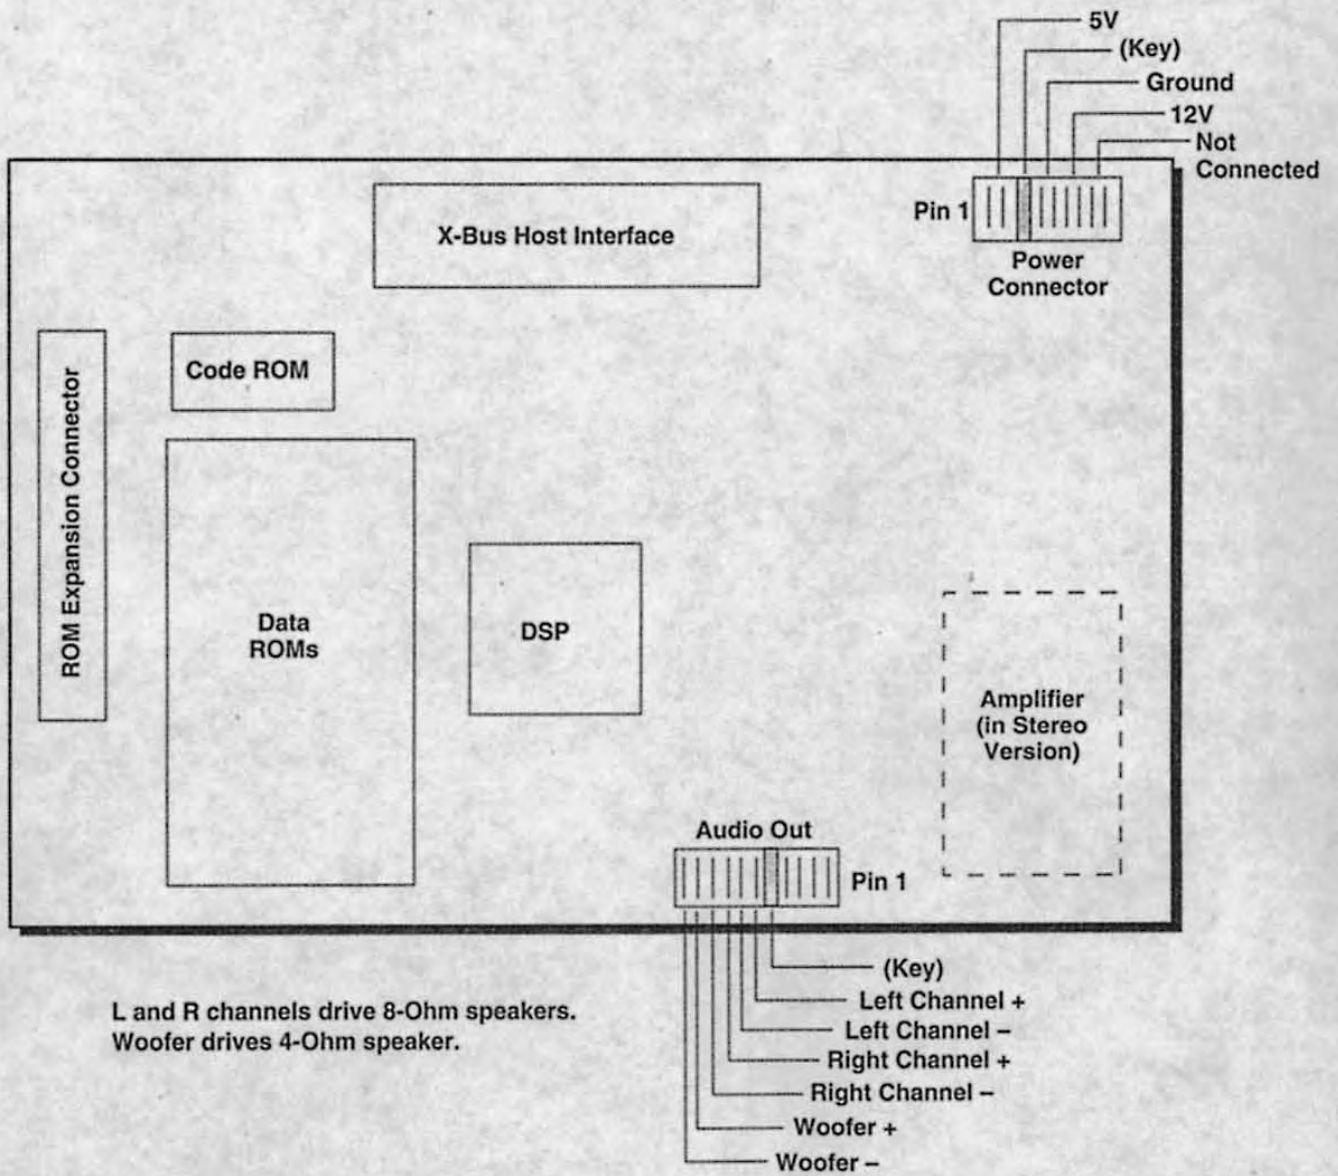 5V
(Key)
Ground
12V
Not
Connected
X-Bus Host Interface
Pin 1
Power
Connector
Code ROM
ROM Expansion Connector
Data
ROMs
DSP
Amplifier
(in Stereo
Version)
Audio Out
Pin 1
(Key)
Left Channel +
Left Channel –
Right Channel +
Right Channel –
Woofer +
Woofer –
L and R channels drive 8-Ohm speakers.
Woofer drives 4-Ohm speaker.